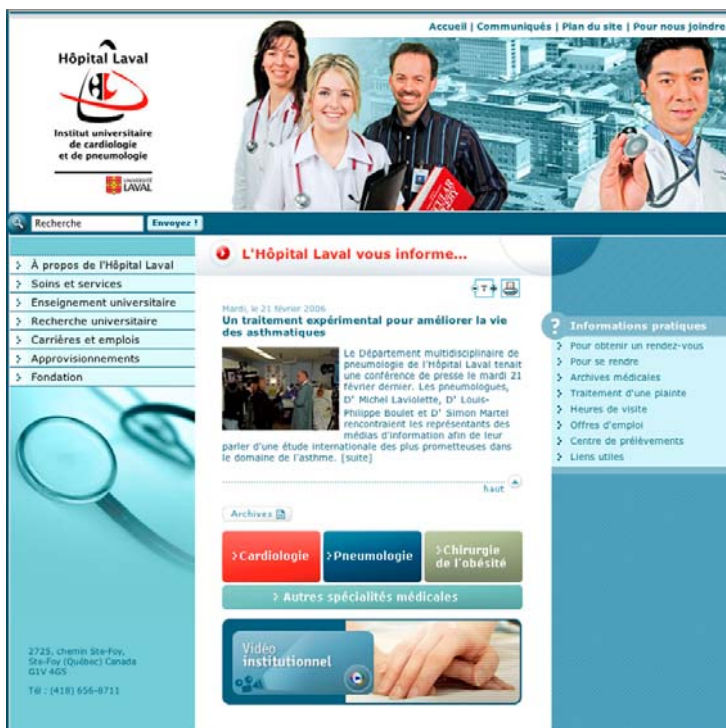 Accueil | Communiqués | Plan du site | Pour nous joindre
Hôpital Laval
Institut universitaire
de cardiologie
et de pneumologie
UNIVERSITÉ
LAVAL
Recherche
Envoyez !
À propos de l'Hôpital Laval
Soins et services
Enseignement universitaire
Recherche universitaire
Carrières et emplois
Approvisionnements
Fondation
2725, chemin Ste-Foy,
Ste-Foy (Québec) Canada
G1V 4G5
Tél : (418) 656-8711
L'Hôpital Laval vous informe...
T
Mardi, le 21 février 2006
Un traitement expérimental pour améliorer la vie
des asthmatiques
Le Département multidisciplinaire de
pneumologie de l'Hôpital Laval tenait
une conférence de presse le mardi 21
février dernier. Les pneumologues,
Dʳ Michel Laviolette, Dʳ Louis-
Philippe Boulet et Dʳ Simon Martel
rencontraient les représentants des
médias d'information afin de leur
parler d'une étude internationale des plus prometteuses dans
le domaine de l'asthme. [suite]
haut
Archives
Cardiologie
Pneumologie
Chirurgie
de l'obésité
Autres spécialités médicales
Vidéo
institutionnel
? Informations pratiques
Pour obtenir un rendez-vous
Pour se rendre
Archives médicales
Traitement d'une plainte
Heures de visite
Offres d'emploi
Centre de prélèvements
Liens utiles